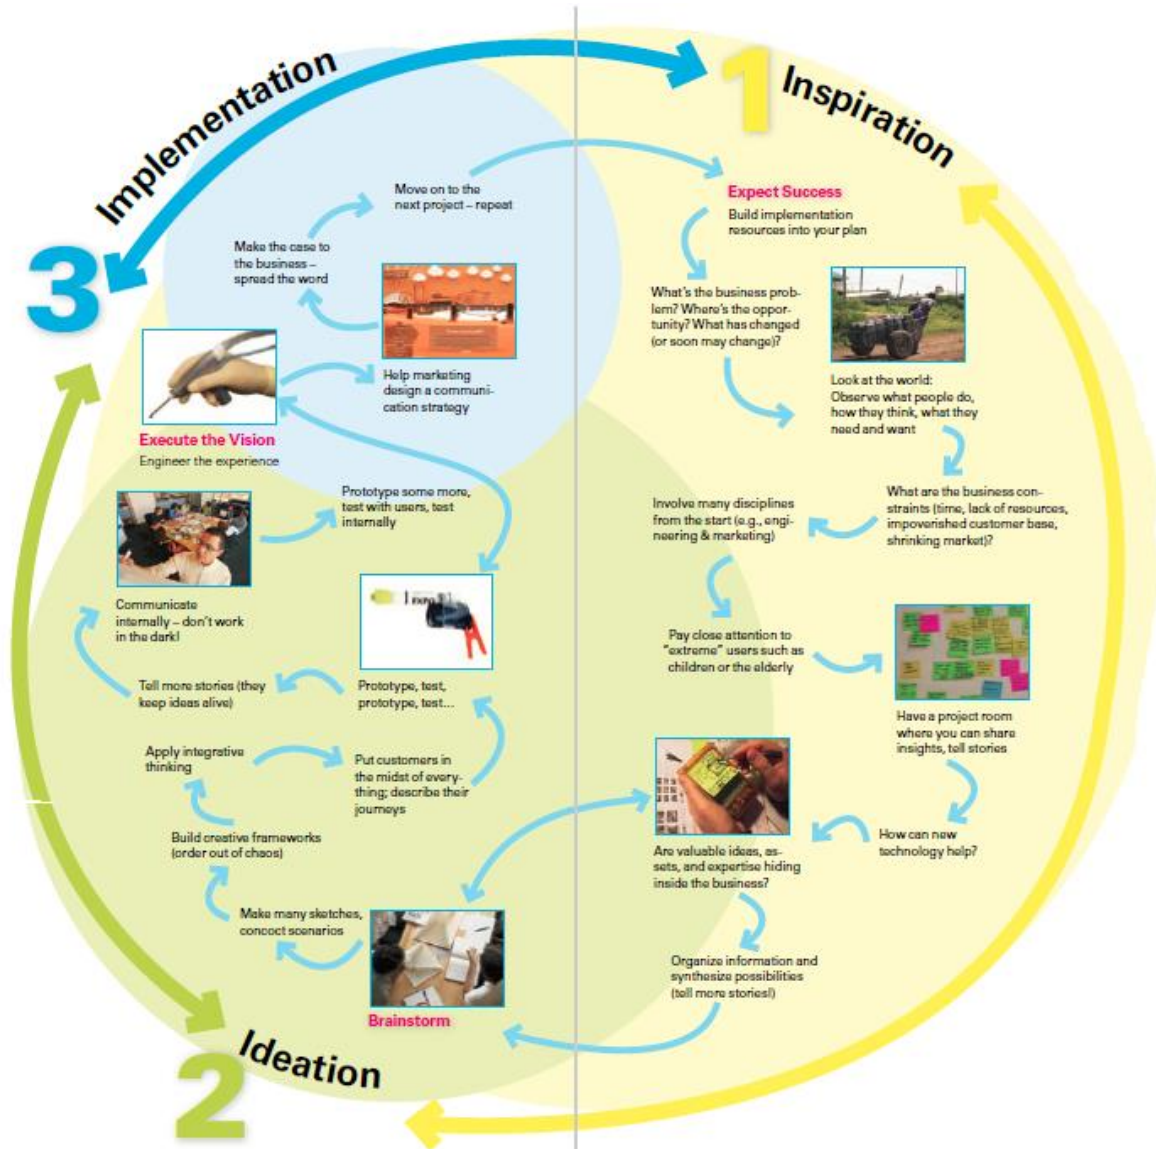 1
Inspiration
Expect Success
Build implementation
resources into your plan
What's the business prob-
lem? Where's the oppor-
tunity? What has changed
(or soon may change)?
Look at the world:
Observe what people do,
how they think, what they
need and want
What are the business con-
straints (time, lack of resources,
impoverished customer base,
shrinking market)?
Involve many disciplines
from the start (e.g., engi-
neering & marketing)
Pay close attention to
"extreme" users such as
children or the elderly
Have a project room
where you can share
insights, tell stories
How can new
technology help?
Are valuable ideas, as-
sets, and expertise hiding
inside the business?
Organize information and
synthesize possibilities
(tell more stories!)
2
Ideation
Brainstorm
Make many sketches,
concoct scenarios
Build creative frameworks
(order out of chaos)
Apply integrative
thinking
Put customers in
the midst of every-
thing; describe their
journeys
Prototype, test,
prototype, test...
Tell more stories (they
keep ideas alive)
Communicate
internally – don't work
in the dark!
Prototype some more,
test with users, test
internally
3
Implementation
Execute the Vision
Engineer the experience
Help marketing
design a communi-
cation strategy
Make the case to
the business –
spread the word
Move on to the
next project – repeat